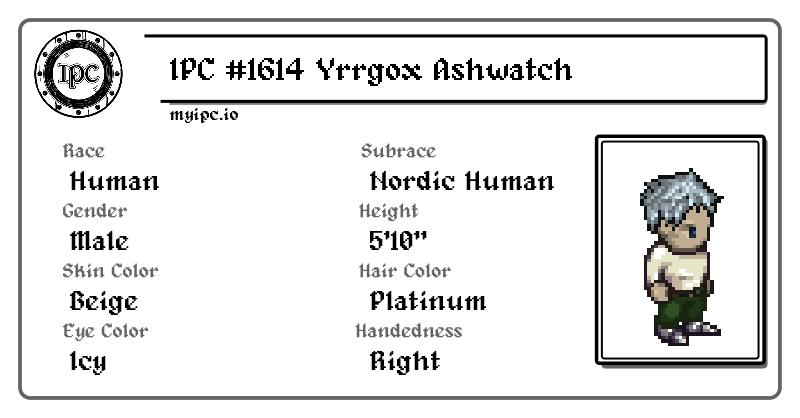 IPC
IPC #1614 Yrrgox Ashwatch
myipc.io
Race
Human
Subrace
Nordic Human
Gender
Male
Height
5'10"
Skin Color
Beige
Hair Color
Platinum
Eye Color
Icy
Handedness
Right